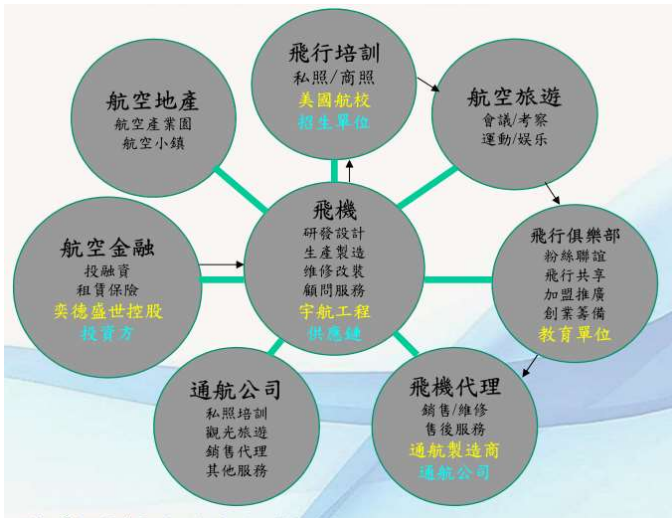 飛行培訓
私照/商照
美國航校
招生單位
航空地產
航空產業園
航空小鎮
航空旅遊
會議/考察
運動/娱乐
飛機
研發設計
生產製造
維修改裝
顧問服務
宇航工程
供應鏈
航空金融
投融資
租賃保險
奕德盛世控股
投資方
飛行俱樂部
粉絲聯誼
飛行共享
加盟推廣
創業籌備
教育單位
通航公司
私照培訓
觀光旅遊
銷售代理
其他服務
飛機代理
銷售/維修
售後服務
通航製造商
通航公司